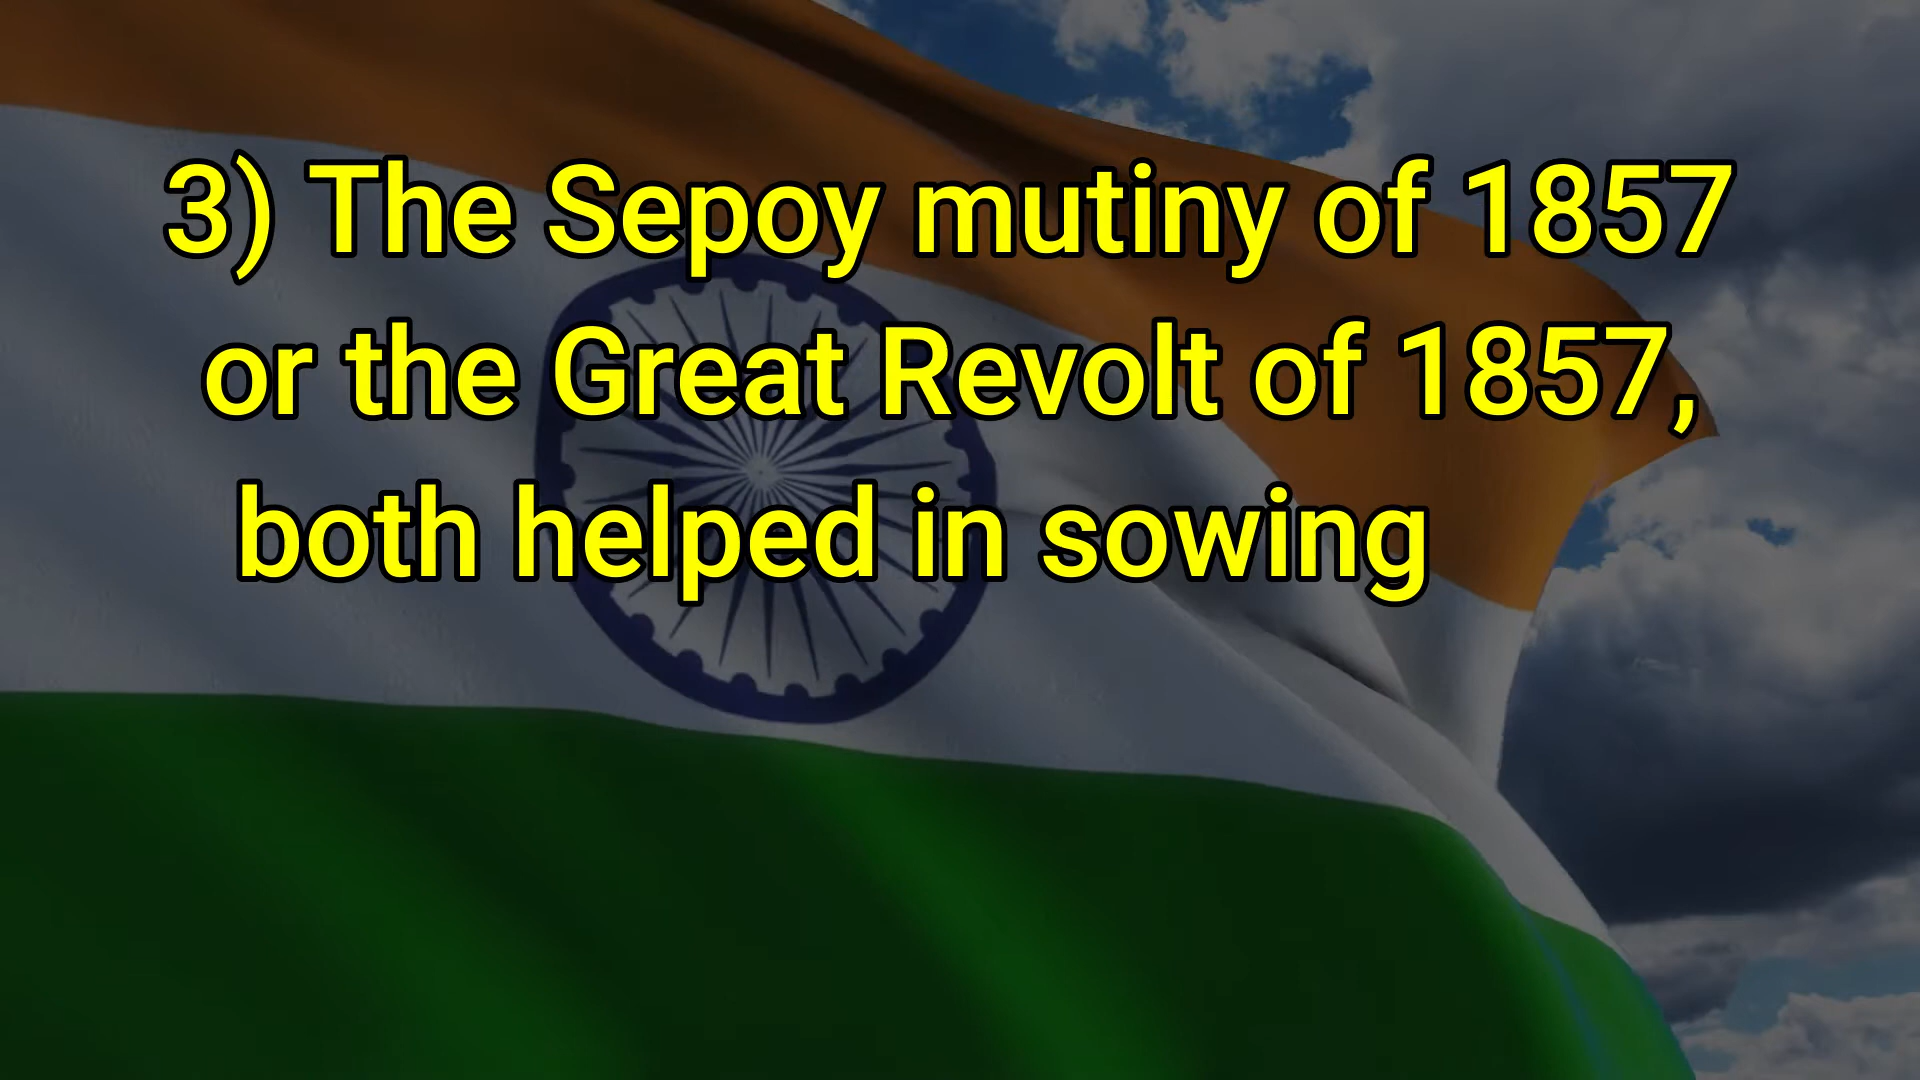 3) The Sepoy mutiny of 1857
or the Great Revolt of 1857,
both helped in sowing